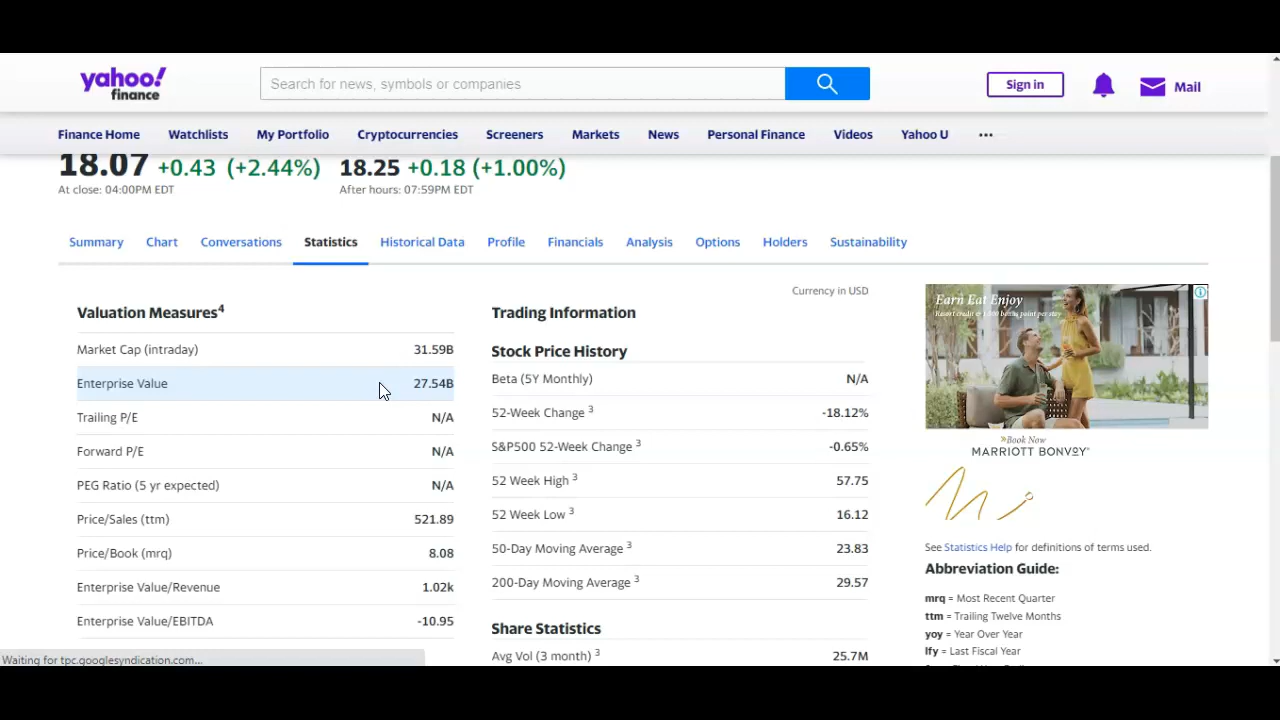 yahoo!
finance
Search for news, symbols or companies
Sign in
Mail
Finance Home Watchlists My Portfolio Cryptocurrencies Screeners Markets News Personal Finance Videos Yahoo U ...
18.07 +0.43 (+2.44%) 18.25 +0.18 (+1.00%)
At close: 04:00PM EDT After hours: 07:59PM EDT
Summary Chart Conversations Statistics Historical Data Profile Financials Analysis Options Holders Sustainability
Currency in USD
Valuation Measures4
Market Cap (intraday) 31.59B
Enterprise Value 27.54B
Trailing P/E N/A
Forward P/E N/A
PEG Ratio (5 yr expected) N/A
Price/Sales (ttm) 521.89
Price/Book (mrq) 8.08
Enterprise Value/Revenue 1.02k
Enterprise Value/EBITDA -10.95
Trading Information
Stock Price History
Beta (5Y Monthly) N/A
52-Week Change 3 -18.12%
S&P500 52-Week Change 3 -0.65%
52 Week High 3 57.75
52 Week Low 3 16.12
50-Day Moving Average 3 23.83
200-Day Moving Average 3 29.57
Share Statistics
Avg Vol (3 month) 3 25.7M
Earn Eat Enjoy
»Book Now
MARRIOTT BONVOY
See Statistics Help for definitions of terms used.
Abbreviation Guide:
mrq = Most Recent Quarter
ttm = Trailing Twelve Months
yoy = Year Over Year
lfy = Last Fiscal Year
Waiting for tpc.googlesyndication.com...